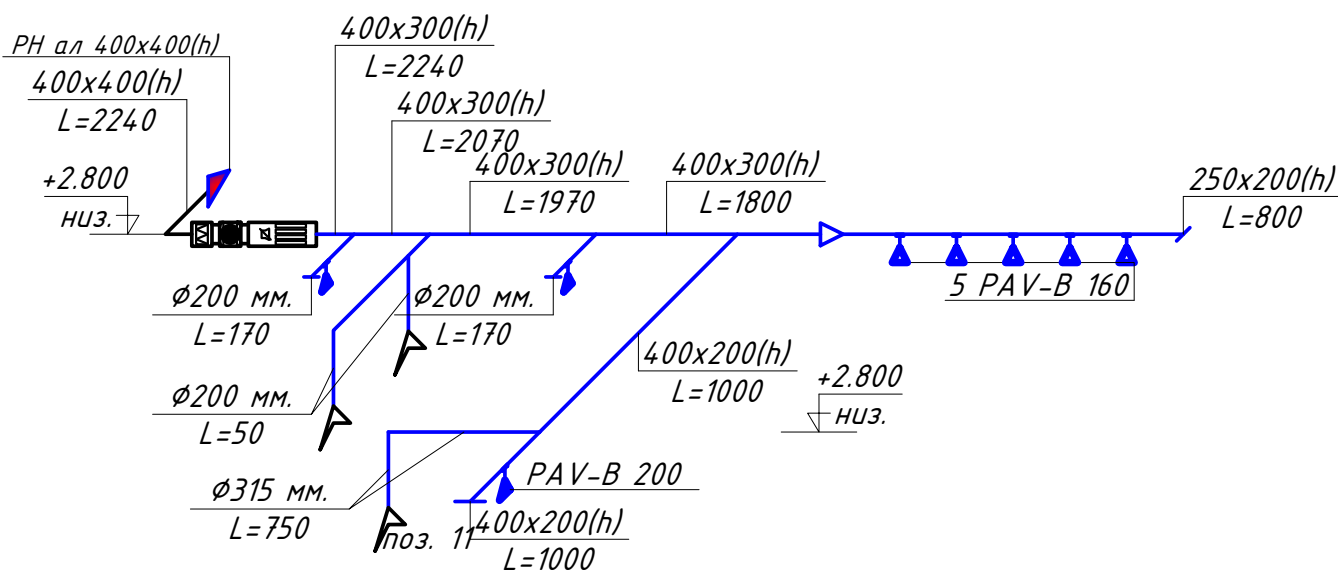 РН ал 400х400(h)
400х400(h)
L=2240
400х300(h)
L=2240
400х300(h)
L=2070
400х300(h)
L=1970
400х300(h)
L=1800
250х200(h)
L=800
+2.800
низ.
5 PAV-B 160
Ø200 мм.
L=170
Ø200 мм.
L=170
Ø200 мм.
L=50
400х200(h)
L=1000
+2.800
низ.
Ø315 мм.
L=750
PAV-B 200
поз. 11
400х200(h)
L=1000